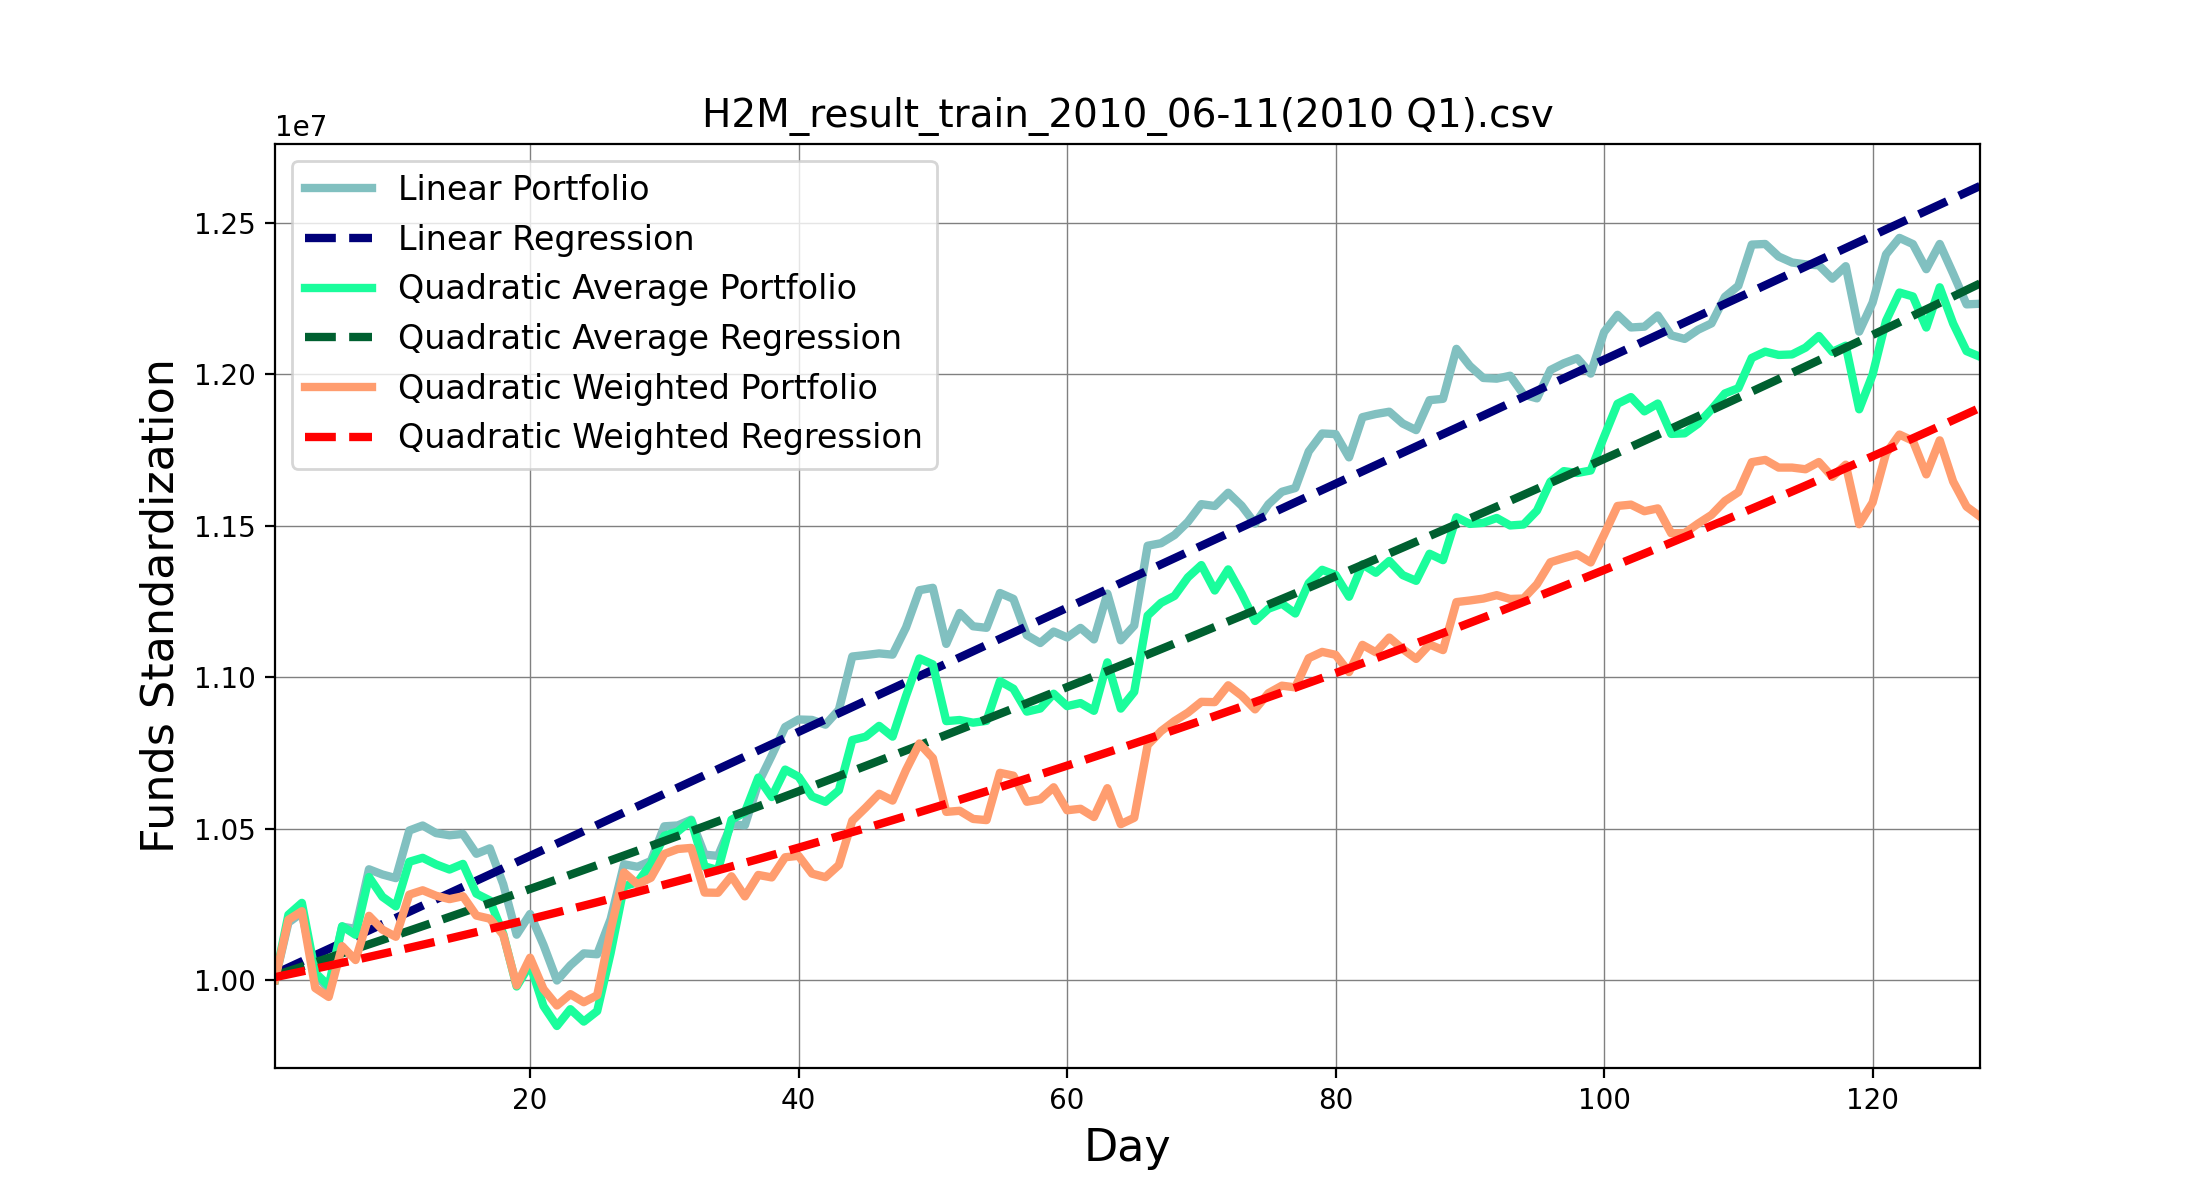 H2M_result_train_2010_06-11(2010 Q1).csv
1e7
Linear Portfolio
Linear Regression
Quadratic Average Portfolio
Quadratic Average Regression
Quadratic Weighted Portfolio
Quadratic Weighted Regression
Funds Standardization
1.25
1.20
1.15
1.10
1.05
1.00
20 40 60 80 100 120
Day